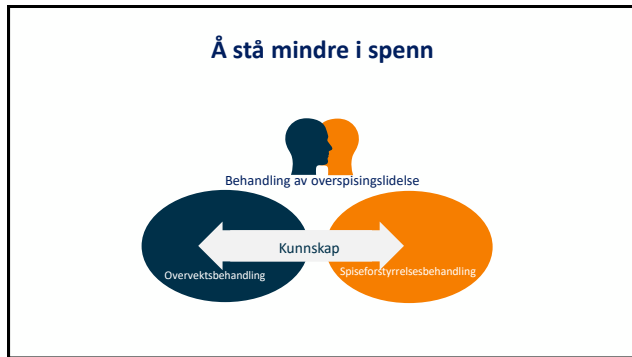 Å stå mindre i spenn
Behandling av overspisingslidelse
Kunnskap
Overvektsbehandling
Spiseforstyrrelsesbehandling